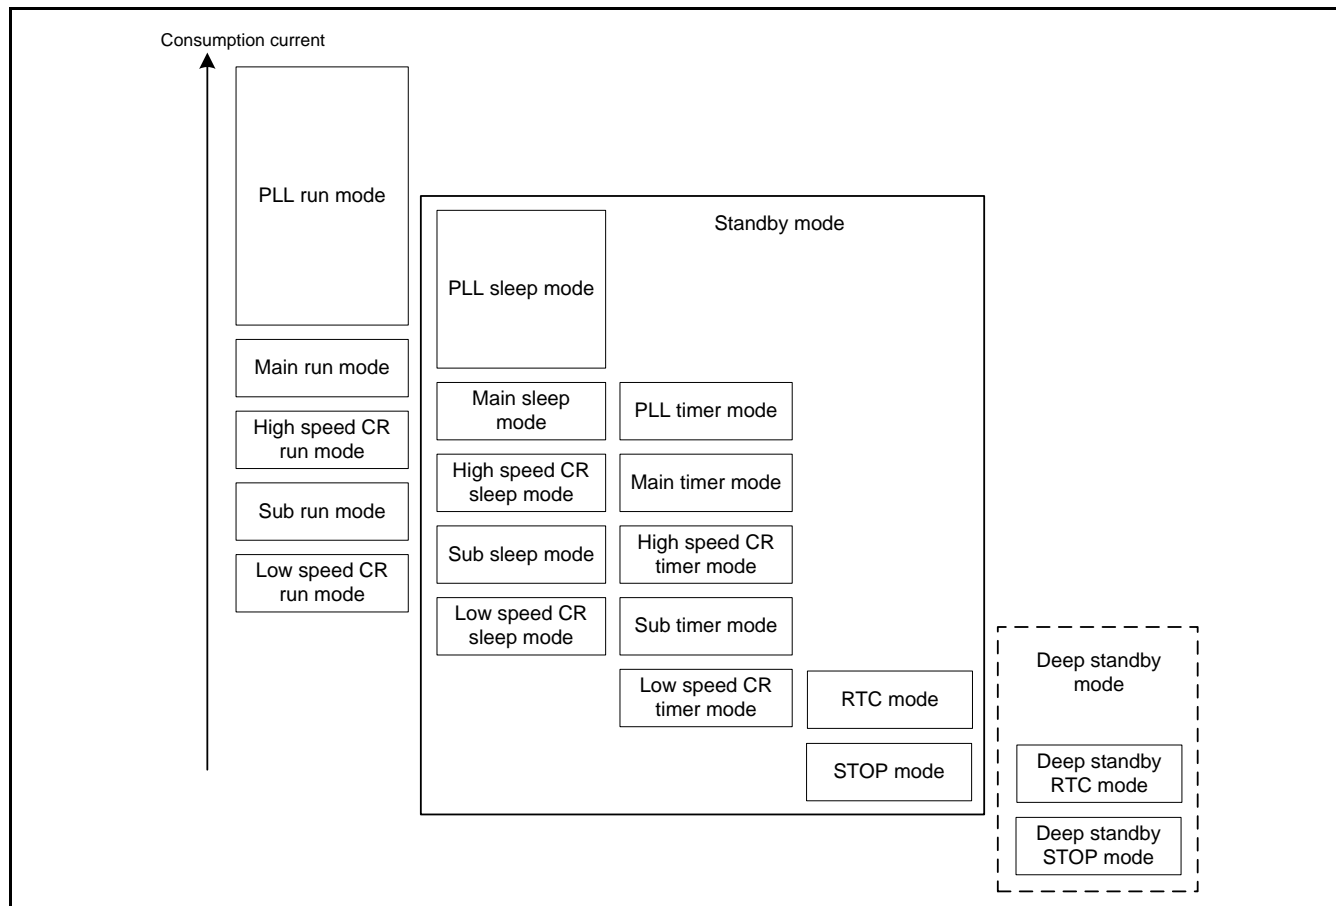 Consumption current
PLL run mode
Main run mode
High speed CR
run mode
Sub run mode
Low speed CR
run mode
Standby mode
PLL sleep mode
Main sleep
mode
High speed CR
sleep mode
Sub sleep mode
Low speed CR
sleep mode
PLL timer mode
Main timer mode
High speed CR
timer mode
Sub timer mode
Low speed CR
timer mode
RTC mode
STOP mode
Deep standby
mode
Deep standby
RTC mode
Deep standby
STOP mode